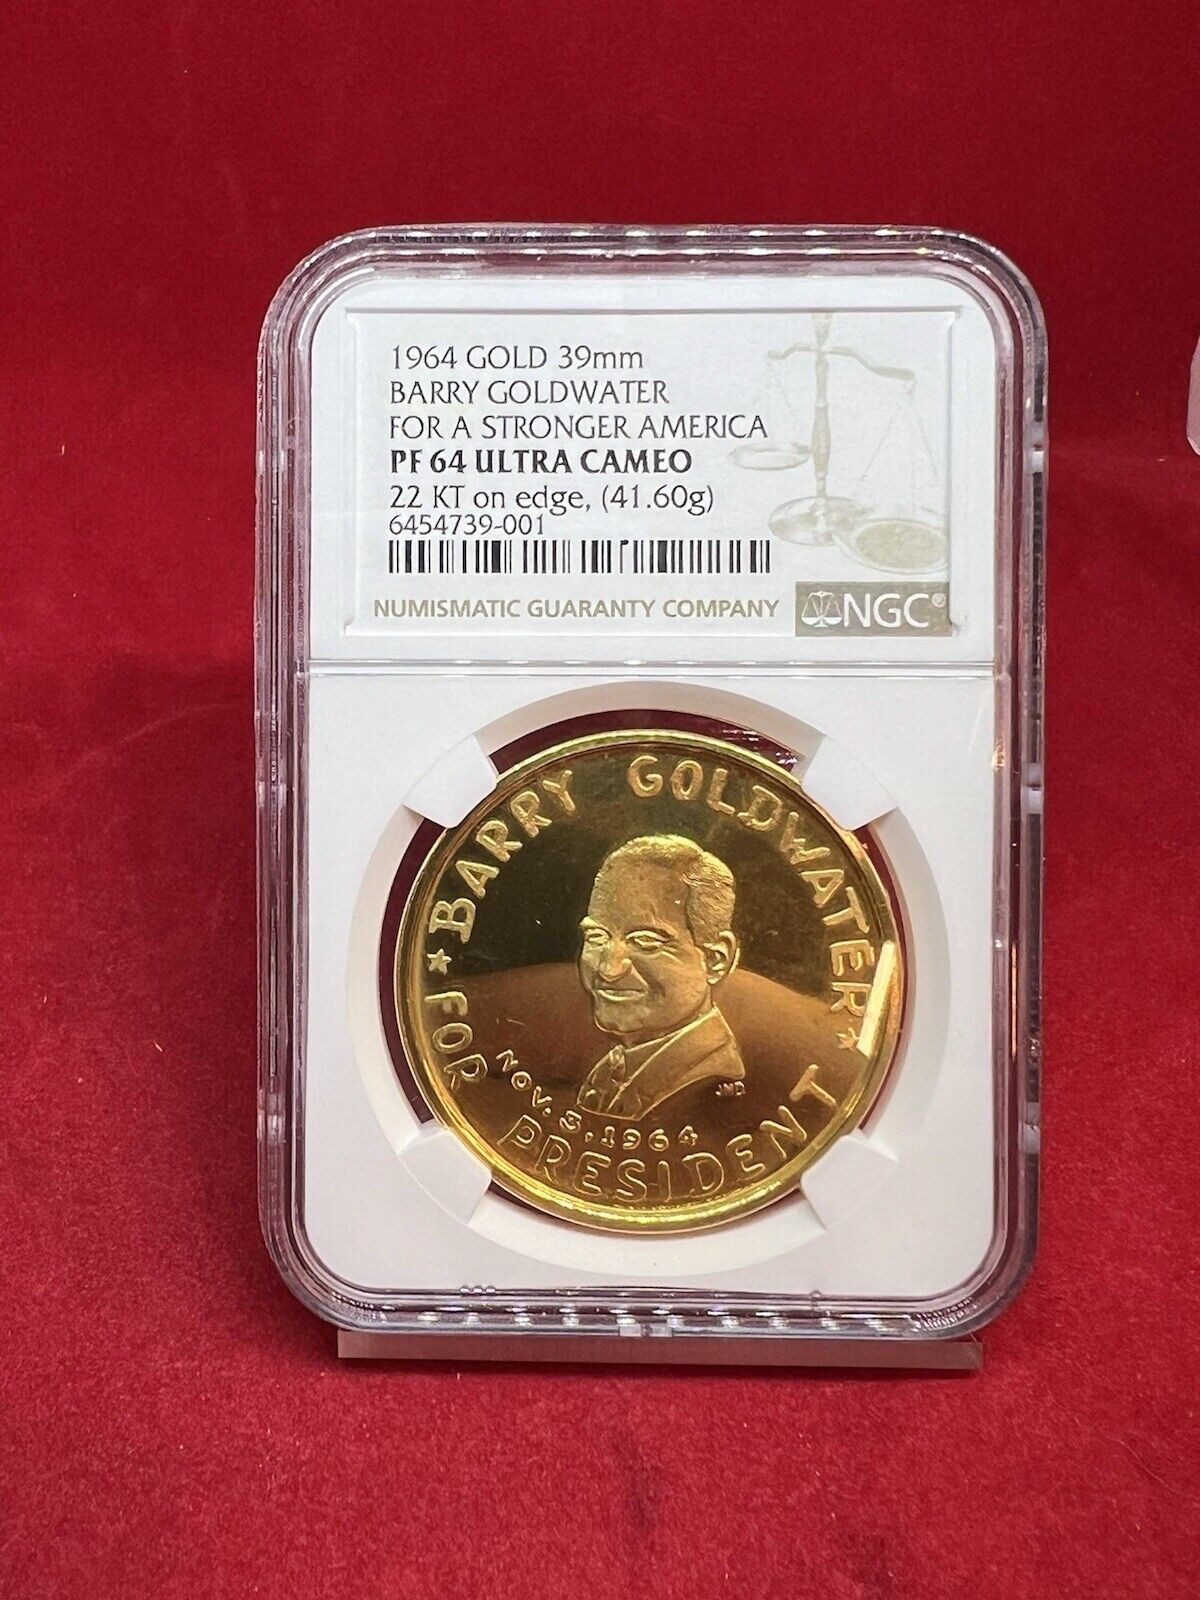 1964 GOLD 39mm
BARRY GOLDWATER
FOR A STRONGER AMERICA
PF 64 ULTRA CAMEO
22 KT on edge, (41.60g)
6454739-001
NUMISMATIC GUARANTY COMPANY
NGC®
BARRY GOLDWATER
FOR PRESIDENT
NOV. 3, 1964
JMD